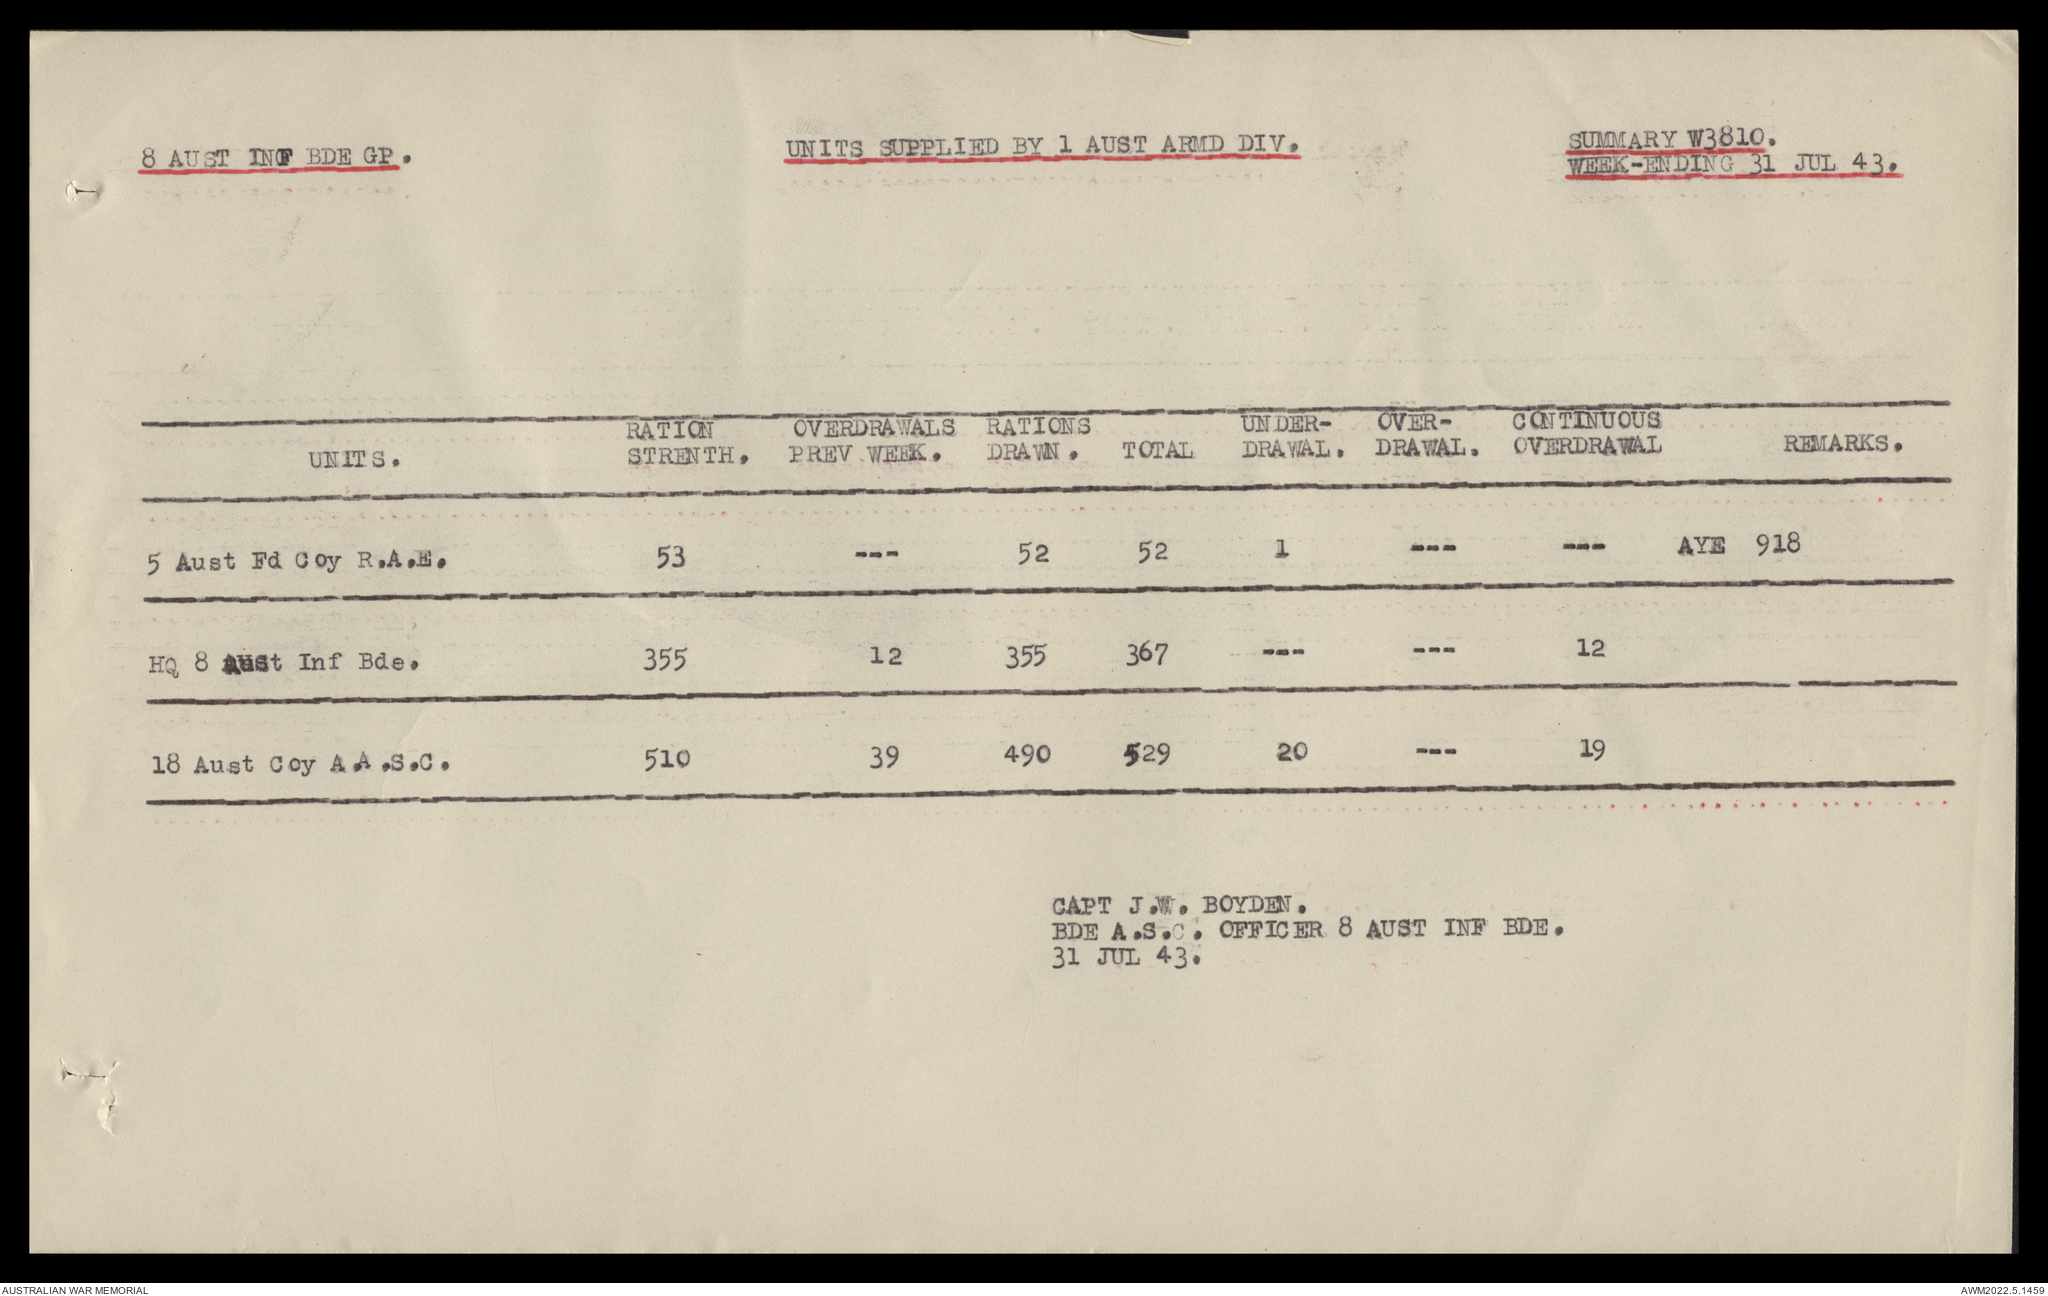 8 AUST INF BDE GP.
UNITS SUPPLIED BY 1 AUST ARMD DIV.
SUMMARY W3810.
WEEK-ENDING 31 JUL 43.
UNITS. RATION STRENTH. OVERDRAWALS PREV WEEK. RATIONS DRAWN. TOTAL UNDER-DRAWAL. OVER-DRAWAL. CONTINUOUS OVERDRAWAL REMARKS.
5 Aust Fd Coy R.A.E. 53 --- 52 52 1 --- --- AYE 918
HQ 8 Aust Inf Bde. 355 12 355 367 --- --- 12
18 Aust Coy A.A.S.C. 510 39 490 529 20 --- 19
CAPT J.W. BOYDEN.
BDE A.S.C. OFFICER 8 AUST INF BDE.
31 JUL 43.
AUSTRALIAN WAR MEMORIAL
AWM2022.5.1459